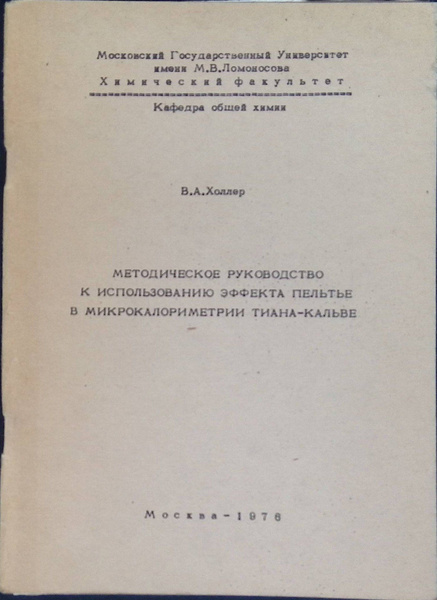 Московский Государственный Университет
имени М.В.Ломоносова
Химический факультет
Кафедра общей химии
В.А.Холлер
МЕТОДИЧЕСКОЕ РУКОВОДСТВО
К ИСПОЛЬЗОВАНИЮ ЭФФЕКТА ПЕЛЬТЬЕ
В МИКРОКАЛОРИМЕТРИИ ТИАНА-КАЛЬВЕ
Москва-1976